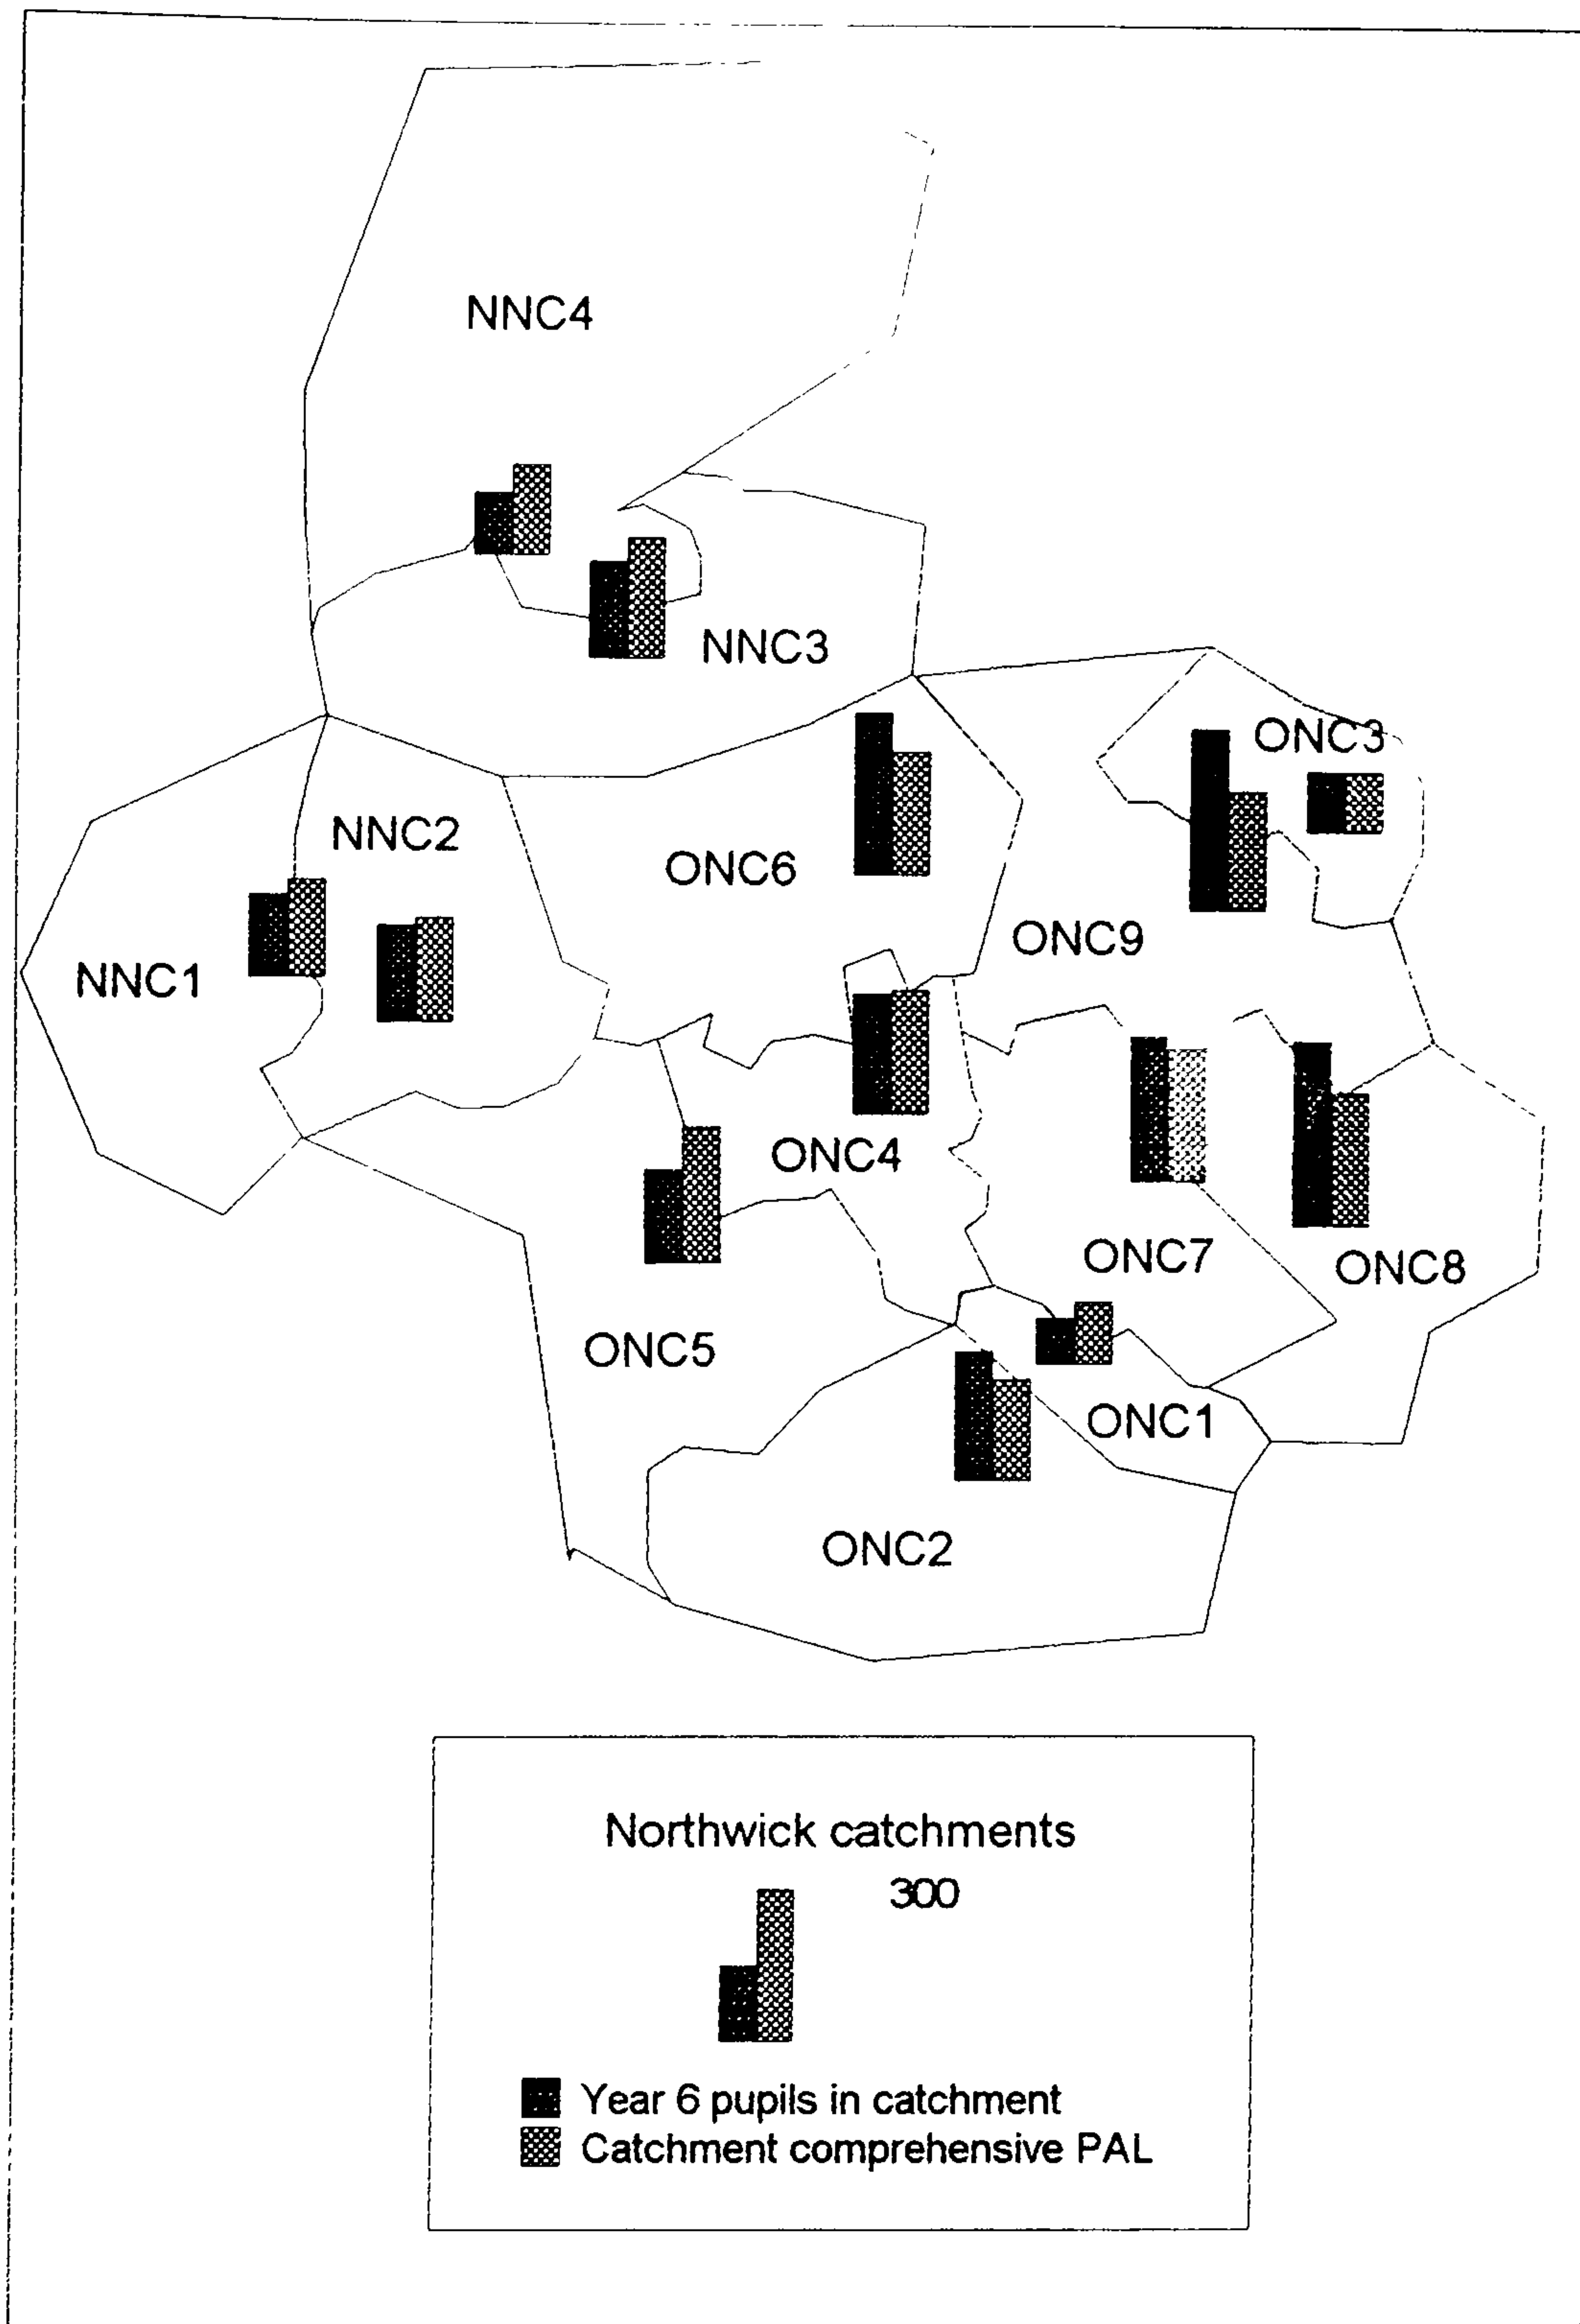 NNC4
NNC3
ONC3
NNC2
ONC6
ONC9
NNC1
ONC4
ONC7
ONC8
ONC5
ONC1
ONC2
Northwick catchments
300
Year 6 pupils in catchment
Catchment comprehensive PAL